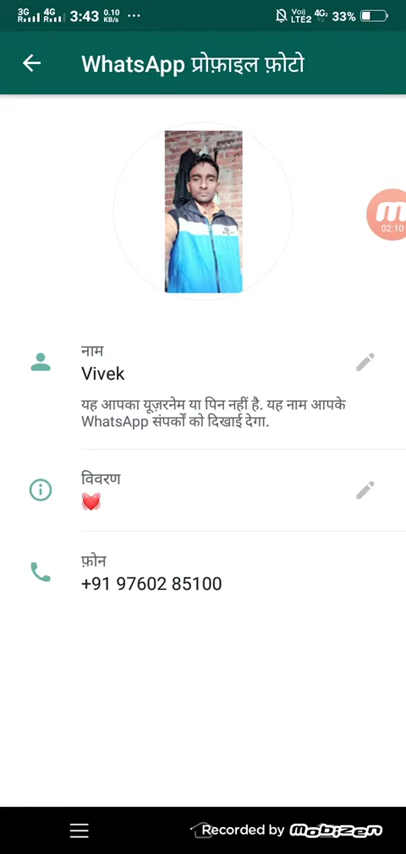 3G 4G 3:43 0.10 KB/s ... Vo)) LTE2 4G 33%
WhatsApp प्रोफ़ाइल फ़ोटो
02:10
नाम
Vivek
यह आपका यूज़रनेम या पिन नहीं है. यह नाम आपके
WhatsApp संपर्कों को दिखाई देगा.
विवरण
फ़ोन
+91 97602 85100
Recorded by Mobizen